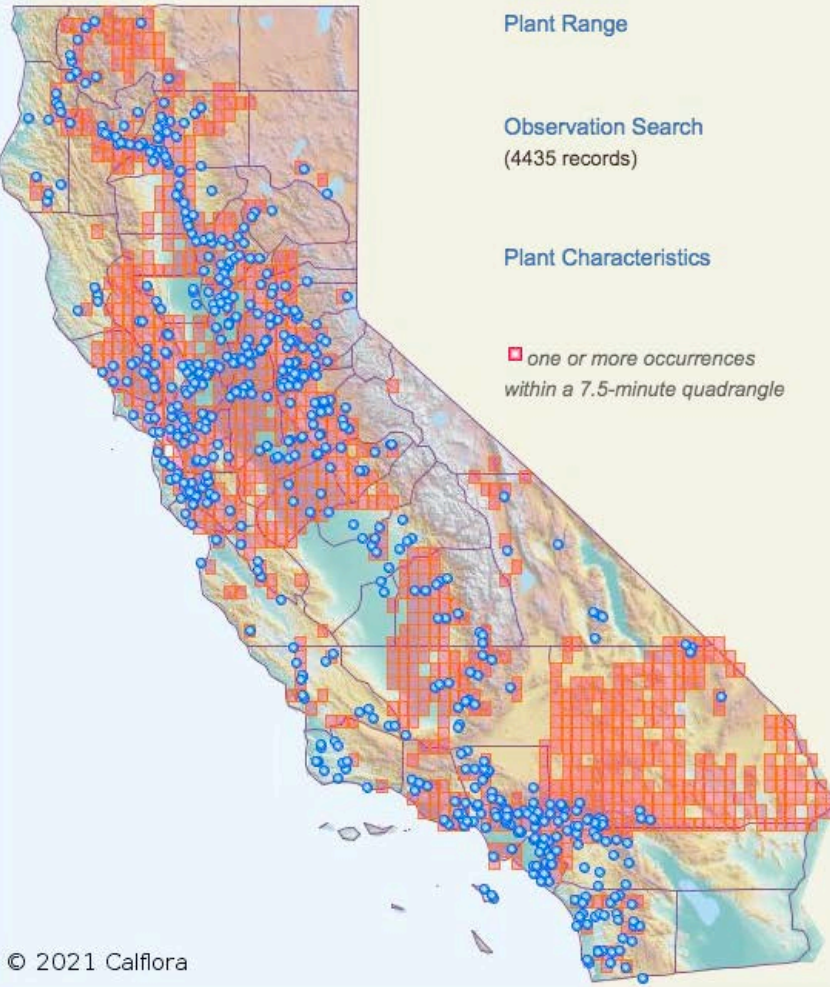 Plant Range
Observation Search
(4435 records)
Plant Characteristics
one or more occurrences
within a 7.5-minute quadrangle
© 2021 Calflora